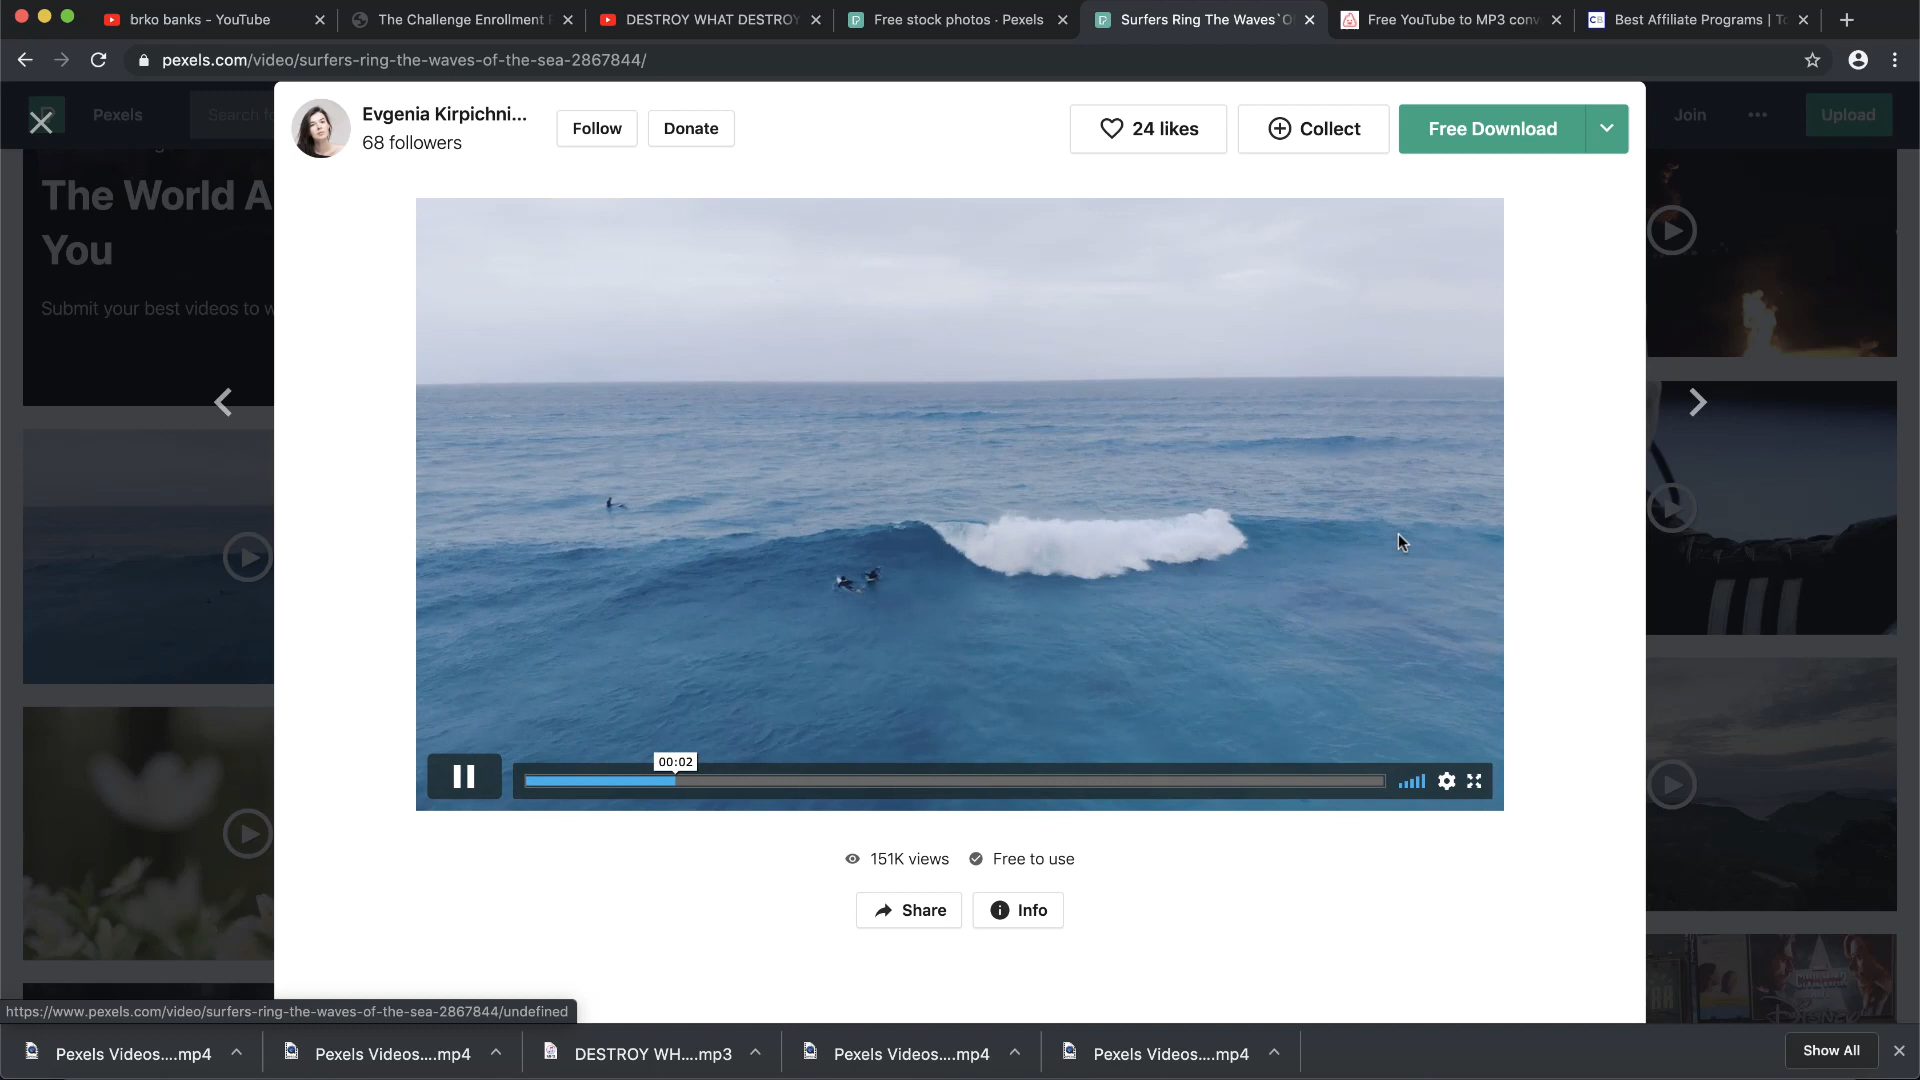 brko banks - YouTube
The Challenge Enrollment
DESTROY WHAT DESTRO
Free stock photos · Pexels
Surfers Ring The Waves`O
Free YouTube to MP3 conv
CB
Best Affiliate Programs | To
pexels.com/video/surfers-ring-the-waves-of-the-sea-2867844/
Pexels
Search fo
Join
Upload
Evgenia Kirpichni...
68 followers
Follow
Donate
24 likes
Collect
Free Download
The World A
You
Submit your best videos to w
00:02
151K views
Free to use
Share
Info
https://www.pexels.com/video/surfers-ring-the-waves-of-the-sea-2867844/undefined
Pexels Videos....mp4
Pexels Videos....mp4
DESTROY WH....mp3
Pexels Videos....mp4
Pexels Videos....mp4
Show All